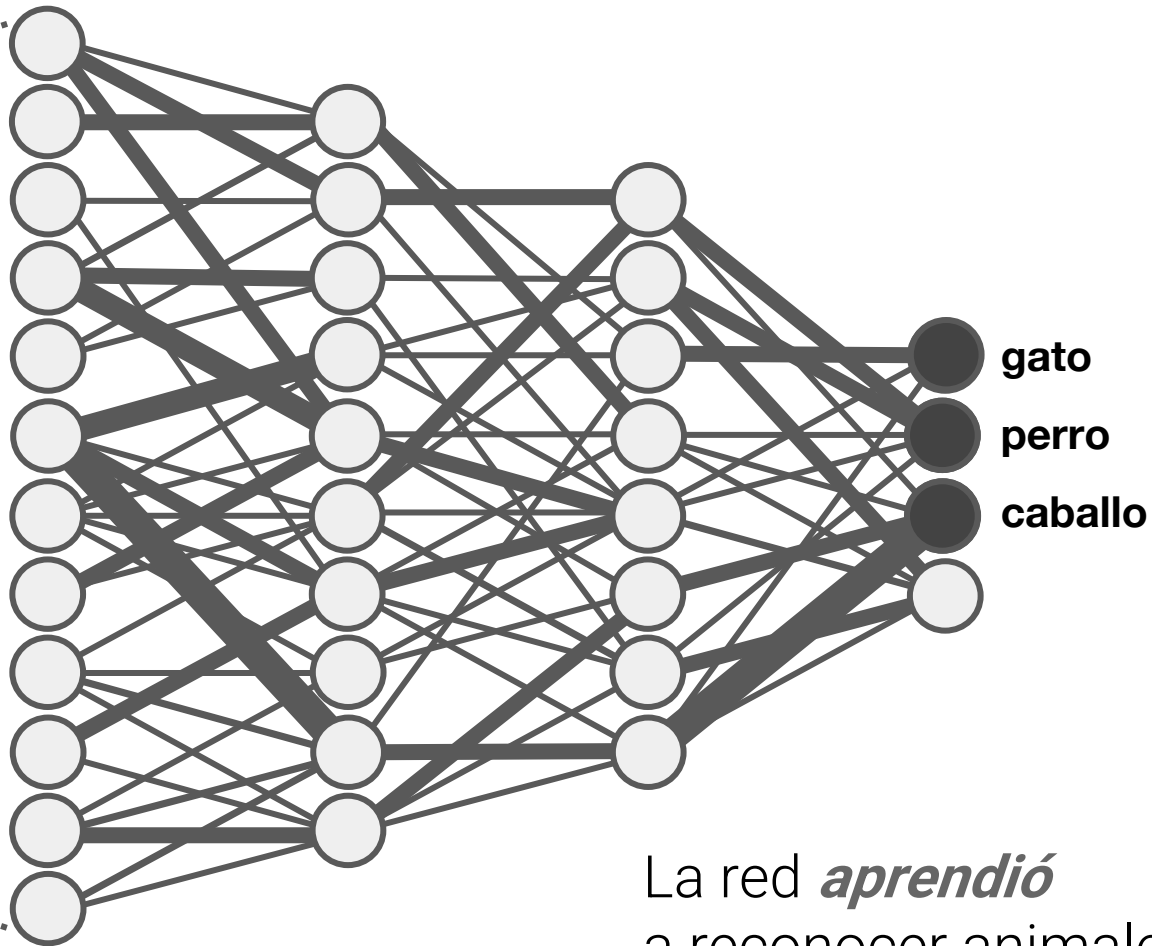 gato
perro
caballo
La red aprendió
a reconocer